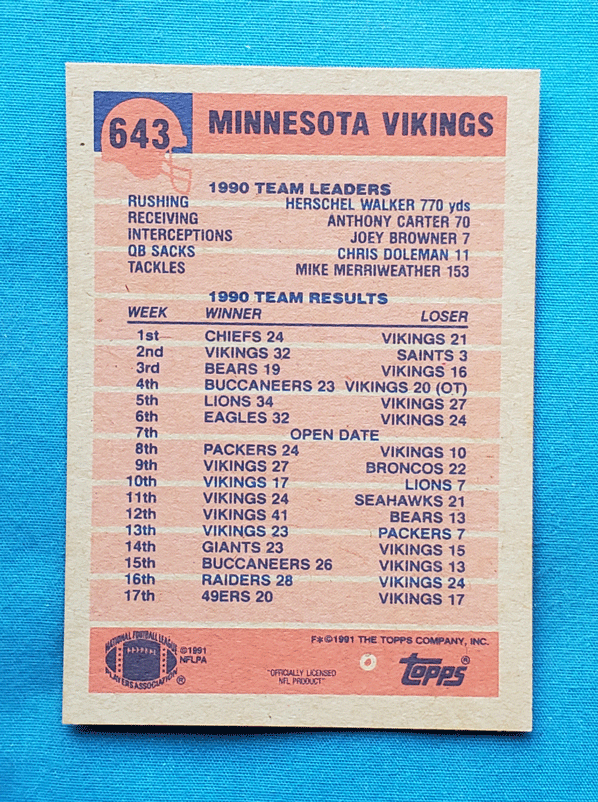 643 MINNESOTA VIKINGS
1990 TEAM LEADERS
RUSHING HERSCHEL WALKER 770 yds
RECEIVING ANTHONY CARTER 70
INTERCEPTIONS JOEY BROWNER 7
QB SACKS CHRIS DOLEMAN 11
TACKLES MIKE MERRIWEATHER 153
1990 TEAM RESULTS
WEEK WINNER LOSER
1st CHIEFS 24 VIKINGS 21
2nd VIKINGS 32 SAINTS 3
3rd BEARS 19 VIKINGS 16
4th BUCCANEERS 23 VIKINGS 20 (OT)
5th LIONS 34 VIKINGS 27
6th EAGLES 32 VIKINGS 24
7th OPEN DATE
8th PACKERS 24 VIKINGS 10
9th VIKINGS 27 BRONCOS 22
10th VIKINGS 17 LIONS 7
11th VIKINGS 24 SEAHAWKS 21
12th VIKINGS 41 BEARS 13
13th VIKINGS 23 PACKERS 7
14th GIANTS 23 VIKINGS 15
15th BUCCANEERS 26 VIKINGS 13
16th RAIDERS 28 VIKINGS 24
17th 49ERS 20 VIKINGS 17
NATIONAL FOOTBALL LEAGUE
PLAYERS ASSOCIATION ®
©1991
NFLPA
F*©1991 THE TOPPS COMPANY, INC.
"OFFICIALLY LICENSED
NFL PRODUCT"
TOPPS®